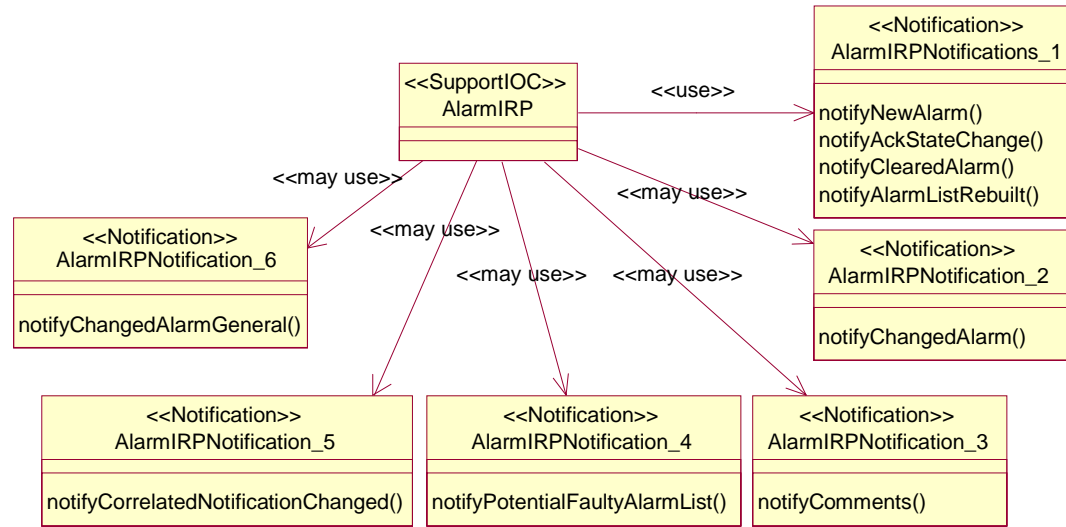 <<Notification>>
AlarmIRPNotifications_1
notifyNewAlarm()
notifyAckStateChange()
notifyClearedAlarm()
notifyAlarmListRebuilt()
<<SupportIOC>>
AlarmIRP
<<use>>
<<may use>>
<<may use>>
<<may use>>
<<may use>>
<<may use>>
<<Notification>>
AlarmIRPNotification_6
notifyChangedAlarmGeneral()
<<Notification>>
AlarmIRPNotification_2
notifyChangedAlarm()
<<Notification>>
AlarmIRPNotification_5
notifyCorrelatedNotificationChanged()
<<Notification>>
AlarmIRPNotification_4
notifyPotentialFaultyAlarmList()
<<Notification>>
AlarmIRPNotification_3
notifyComments()